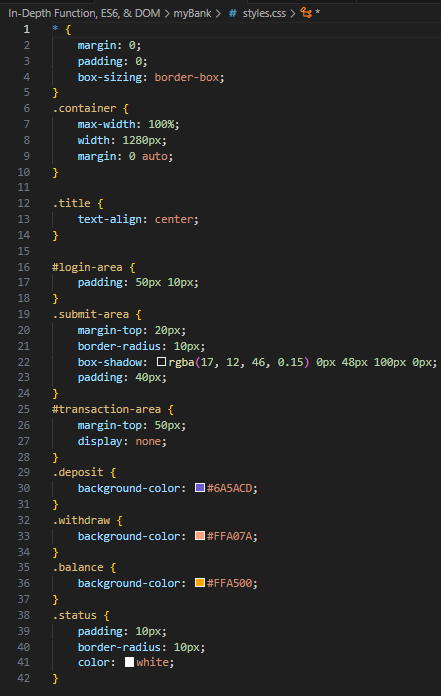 In-Depth Function, ES6, & DOM > myBank > # styles.css > *
1 * {
2 margin: 0;
3 padding: 0;
4 box-sizing: border-box;
5 }
6 .container {
7 max-width: 100%;
8 width: 1280px;
9 margin: 0 auto;
10 }
11
12 .title {
13 text-align: center;
14 }
15
16 #login-area {
17 padding: 50px 10px;
18 }
19 .submit-area {
20 margin-top: 20px;
21 border-radius: 10px;
22 box-shadow: rgba(17, 12, 46, 0.15) 0px 48px 100px 0px;
23 padding: 40px;
24 }
25 #transaction-area {
26 margin-top: 50px;
27 display: none;
28 }
29 .deposit {
30 background-color: #6A5ACD;
31 }
32 .withdraw {
33 background-color: #FFA07A;
34 }
35 .balance {
36 background-color: #FFA500;
37 }
38 .status {
39 padding: 10px;
40 border-radius: 10px;
41 color: white;
42 }